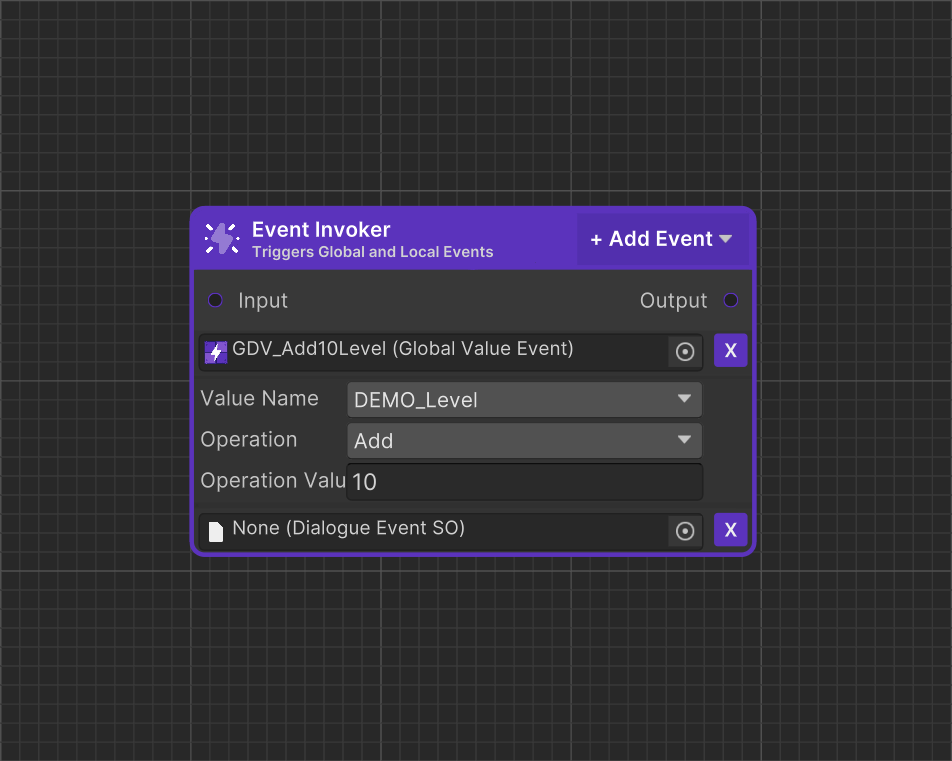 Event Invoker
Triggers Global and Local Events
+ Add Event
Input
Output
GDV_Add10Level (Global Value Event)
X
Value Name
DEMO_Level
Operation
Add
Operation Valu
10
None (Dialogue Event SO)
X